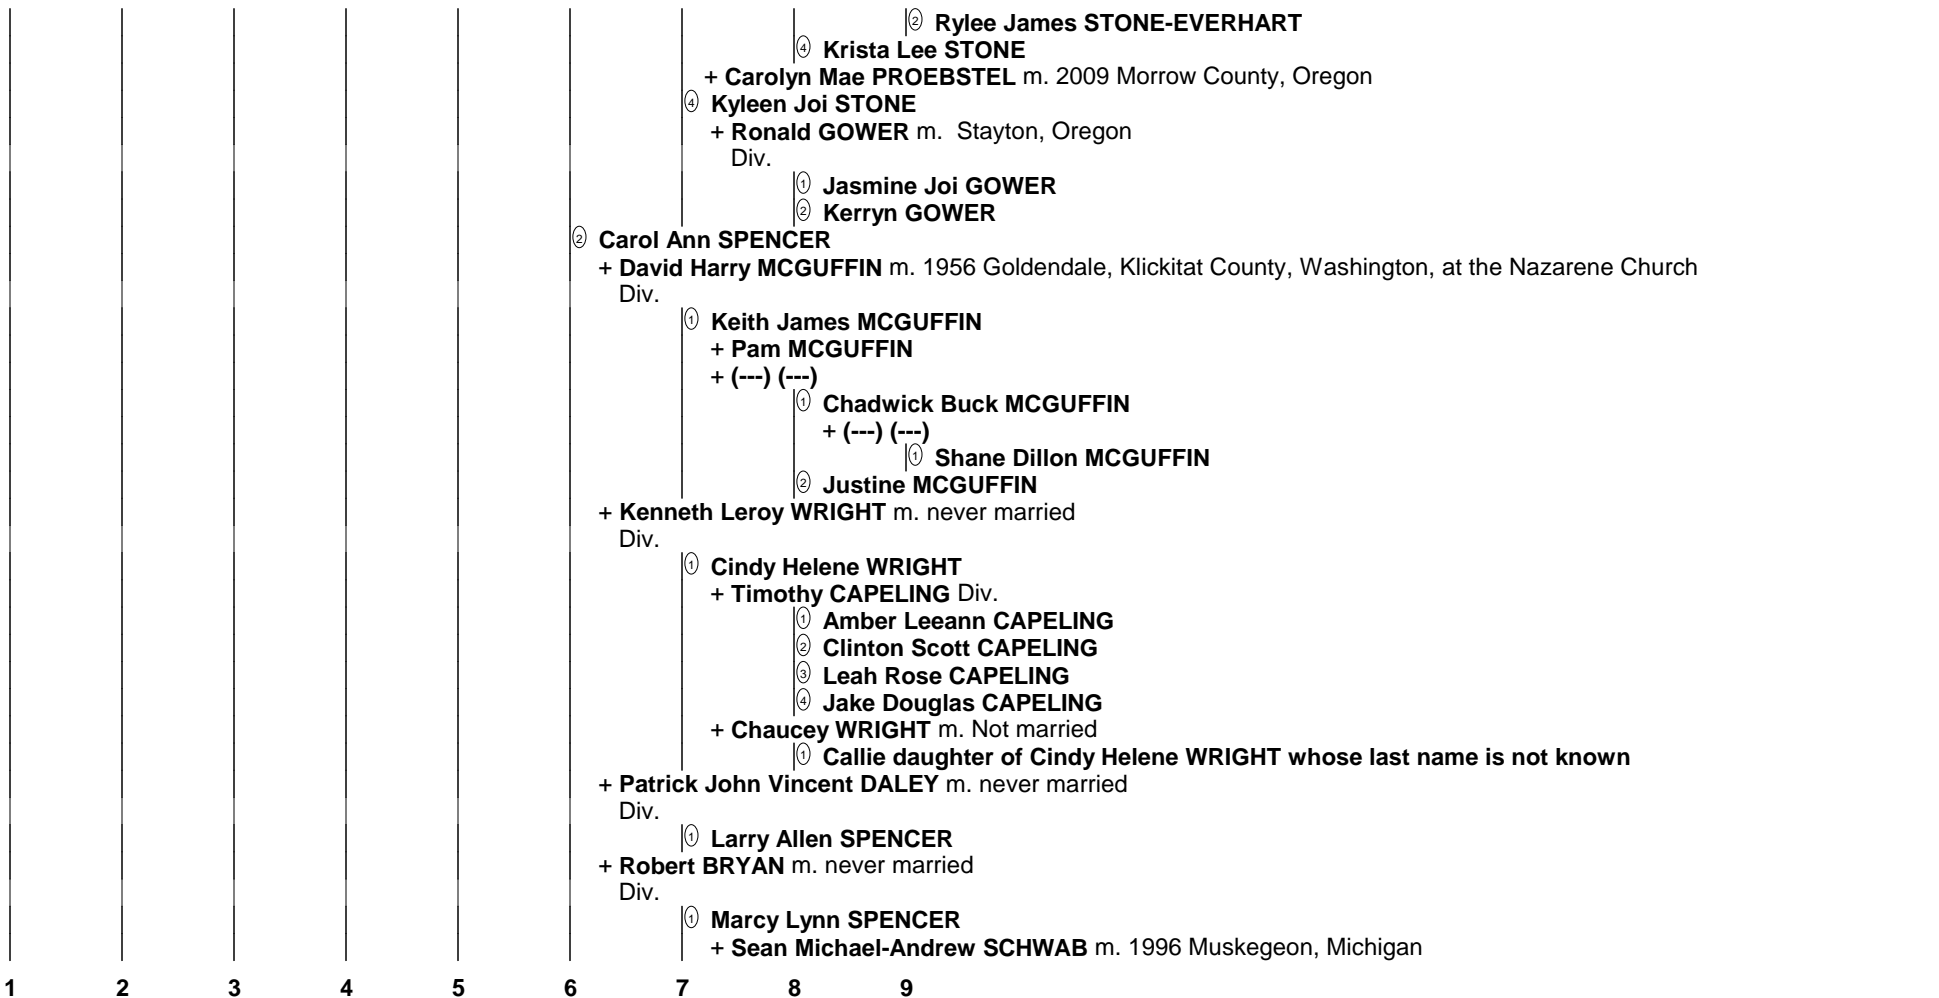 ② Rylee James STONE-EVERHART
④ Krista Lee STONE
+ Carolyn Mae PROEBSTEL m. 2009 Morrow County, Oregon
④ Kyleen Joi STONE
+ Ronald GOWER m.  Stayton, Oregon
Div.
① Jasmine Joi GOWER
② Kerryn GOWER
② Carol Ann SPENCER
+ David Harry MCGUFFIN m. 1956 Goldendale, Klickitat County, Washington, at the Nazarene Church
Div.
① Keith James MCGUFFIN
+ Pam MCGUFFIN
+ (---) (---)
① Chadwick Buck MCGUFFIN
+ (---) (---)
① Shane Dillon MCGUFFIN
② Justine MCGUFFIN
+ Kenneth Leroy WRIGHT m. never married
Div.
① Cindy Helene WRIGHT
+ Timothy CAPELING Div.
① Amber Leeann CAPELING
② Clinton Scott CAPELING
③ Leah Rose CAPELING
④ Jake Douglas CAPELING
+ Chaucey WRIGHT m. Not married
① Callie daughter of Cindy Helene WRIGHT whose last name is not known
+ Patrick John Vincent DALEY m. never married
Div.
① Larry Allen SPENCER
+ Robert BRYAN m. never married
Div.
① Marcy Lynn SPENCER
+ Sean Michael-Andrew SCHWAB m. 1996 Muskegeon, Michigan
1 2 3 4 5 6 7 8 9